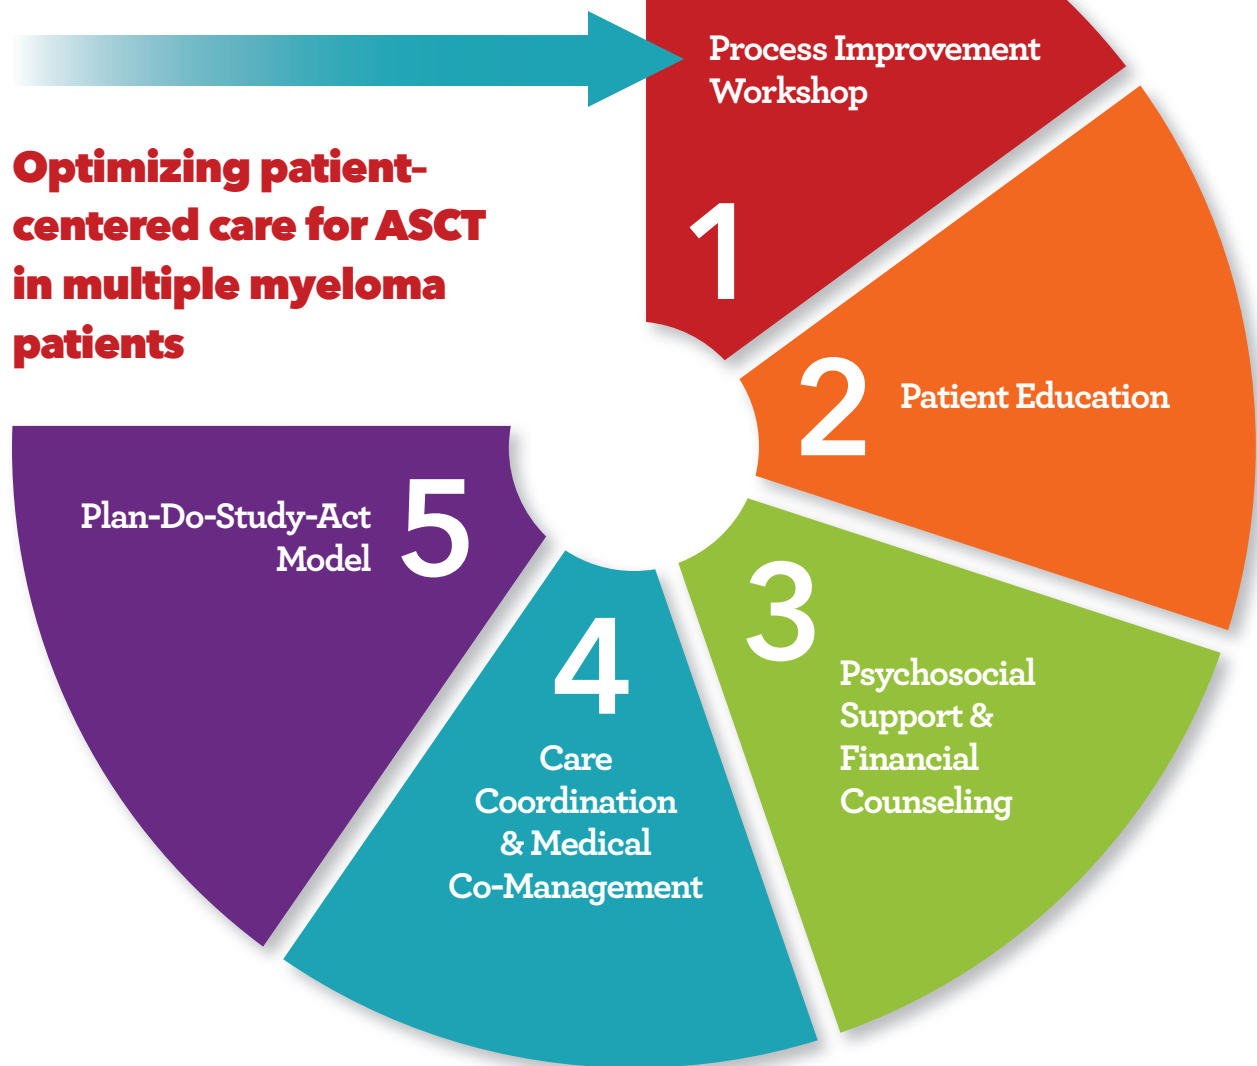 Process Improvement
Workshop
Optimizing patient-
centered care for ASCT
in multiple myeloma
patients
1
2
Patient Education
3
Psychosocial
Support &
Financial
Counseling
4
Care
Coordination
& Medical
Co-Management
5
Plan-Do-Study-Act
Model